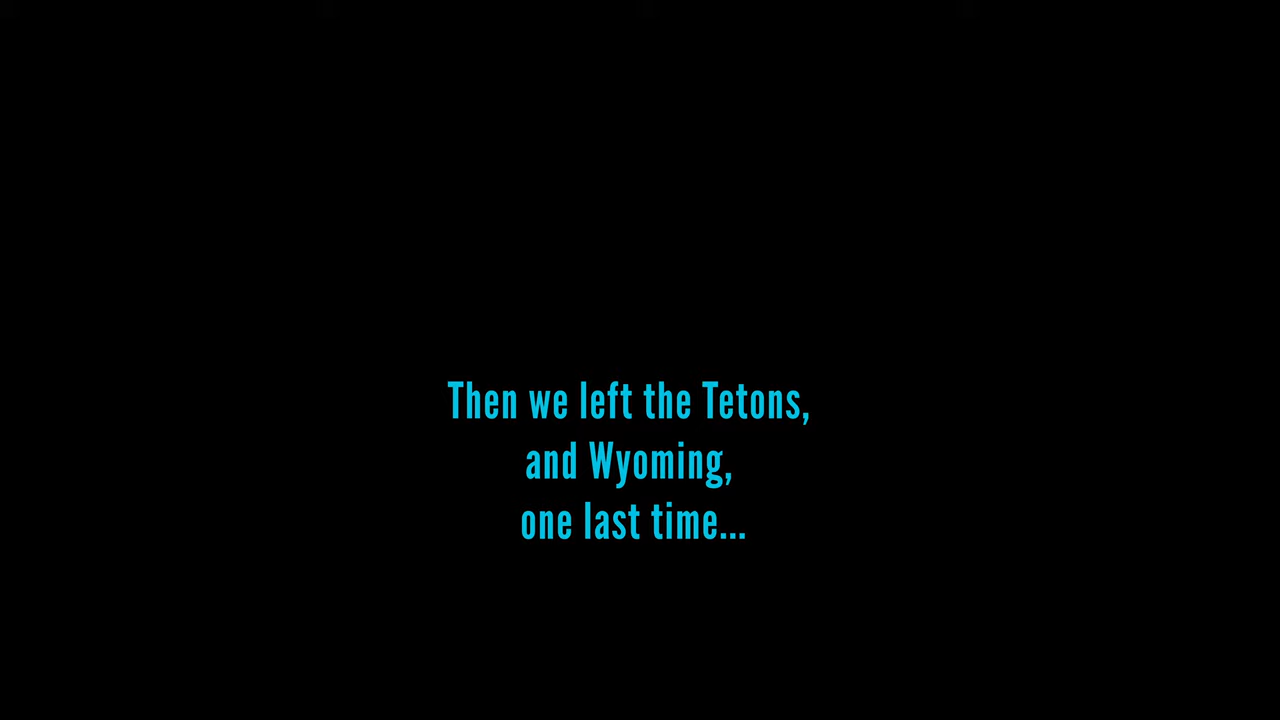 Then we left the Tetons,
and Wyoming,
one last time...